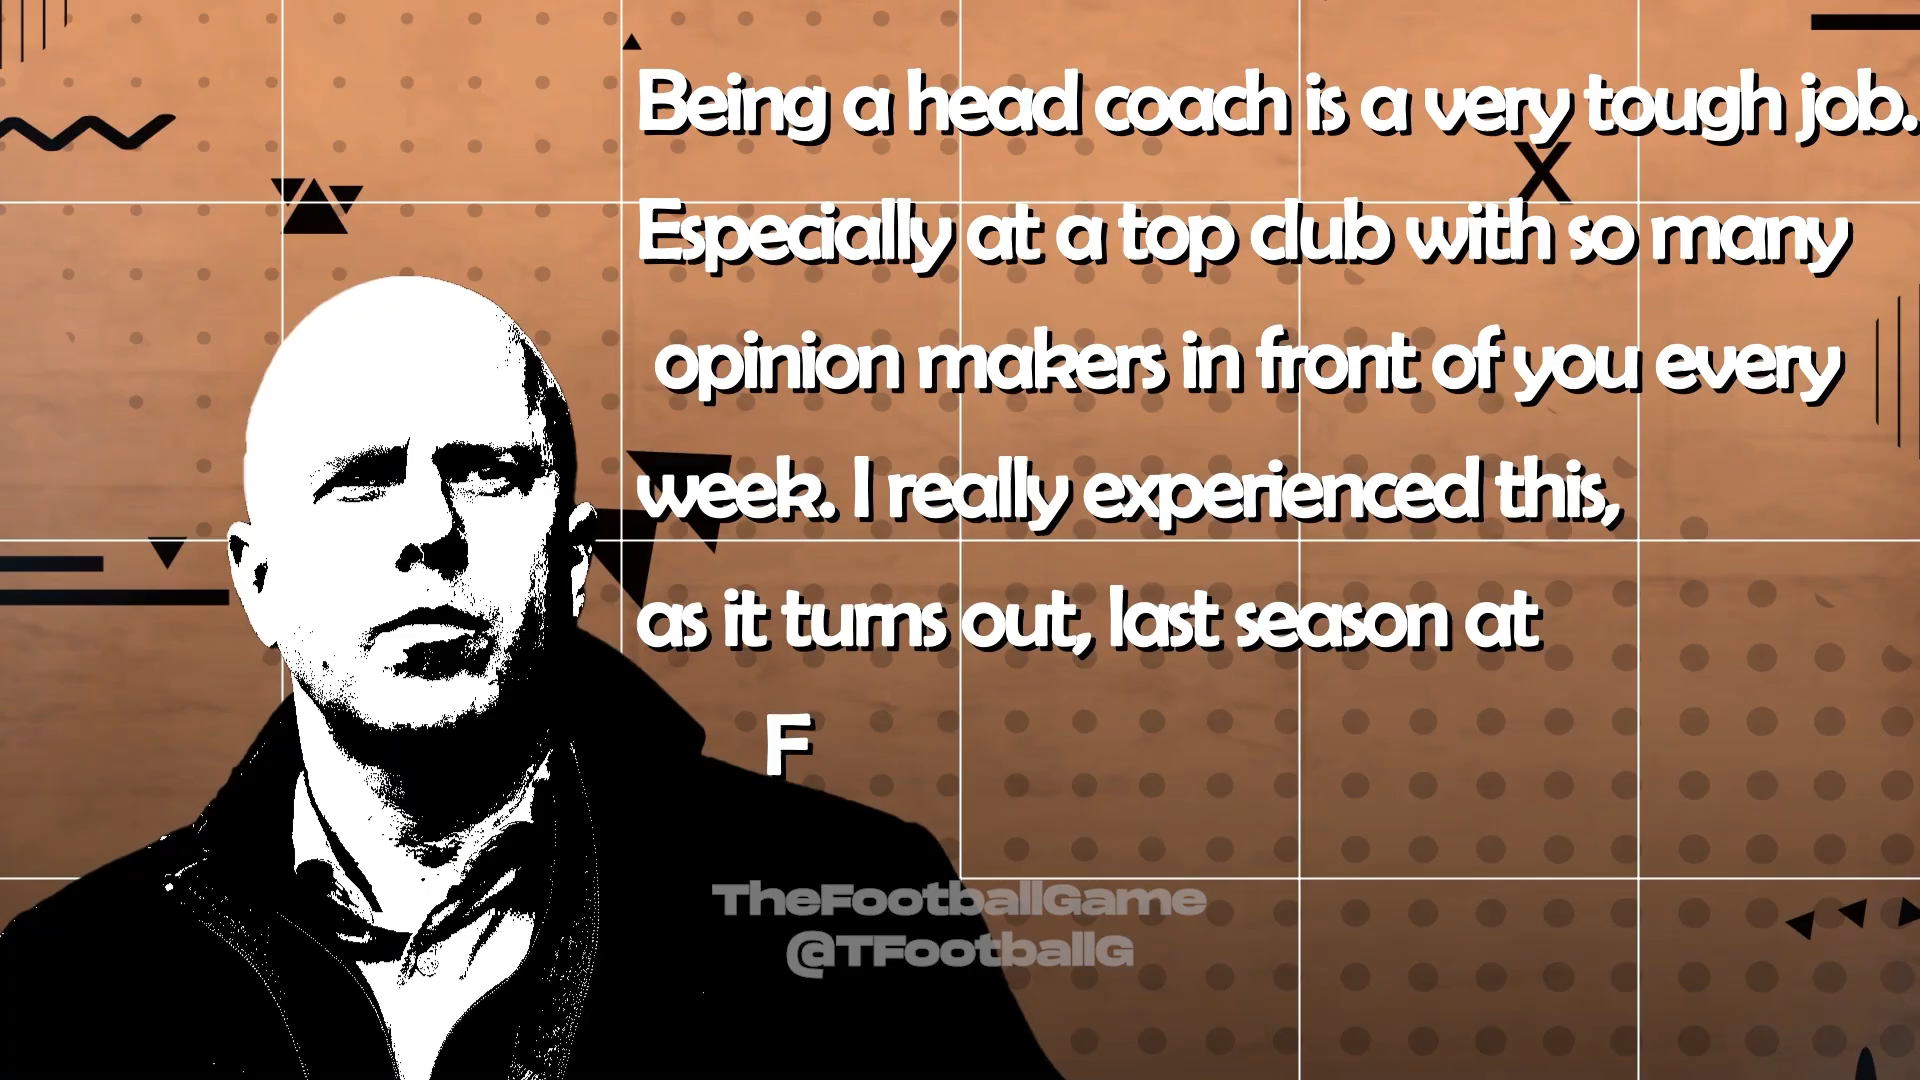 Being a head coach is a very tough job.
Especially at a top club with so many
opinion makers in front of you every
week. I really experienced this,
as it turns out, last season at
F
TheFootballGame
@TFootballG